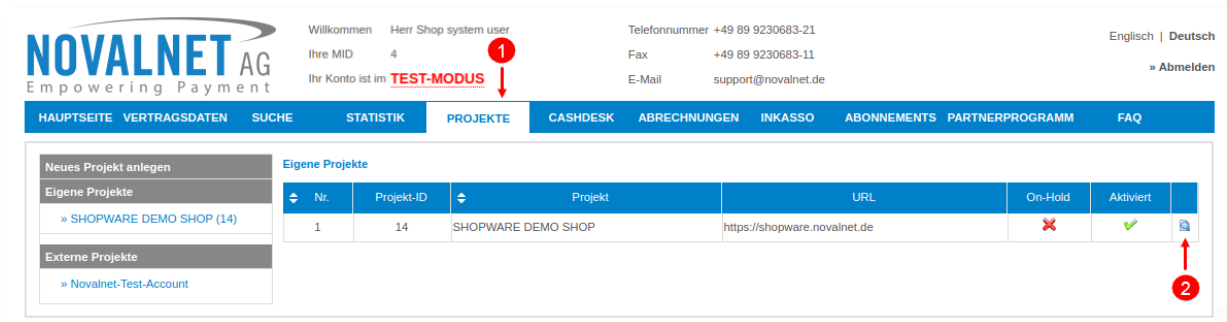 NOVALNET AG
Empowering Payment
Willkommen Herr Shop system user
Ihre MID 4
Ihr Konto ist im TEST-MODUS
1
Telefonnummer +49 89 9230683-21
Fax +49 89 9230683-11
E-Mail support@novalnet.de
Englisch | Deutsch
» Abmelden
HAUPTSEITE VERTRAGSDATEN SUCHE STATISTIK PROJEKTE CASHDESK ABRECHNUNGEN INKASSO ABONNEMENTS PARTNERPROGRAMM FAQ
Neues Projekt anlegen
Eigene Projekte
» SHOPWARE DEMO SHOP (14)
Externe Projekte
» Novalnet-Test-Account
Eigene Projekte
Nr. Projekt-ID Projekt URL On-Hold Aktiviert
1 14 SHOPWARE DEMO SHOP https://shopware.novalnet.de
2